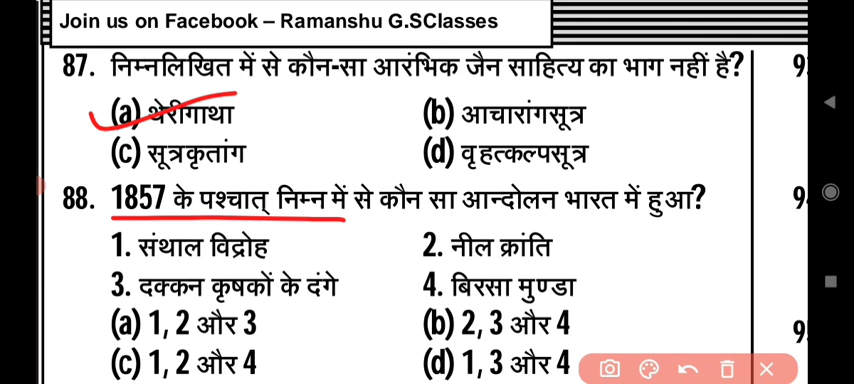 Join us on Facebook – Ramanshu G.SClasses
87. निम्नलिखित में से कौन-सा आरंभिक जैन साहित्य का भाग नहीं है?
(a) थेरीगाथा (b) आचारांगसूत्र
(c) सूत्रकृतांग (d) वृहत्कल्पसूत्र
88. 1857 के पश्चात् निम्न में से कौन सा आन्दोलन भारत में हुआ?
1. संथाल विद्रोह 2. नील क्रांति
3. दक्कन कृषकों के दंगे 4. बिरसा मुण्डा
(a) 1, 2 और 3 (b) 2, 3 और 4
(c) 1, 2 और 4 (d) 1, 3 और 4